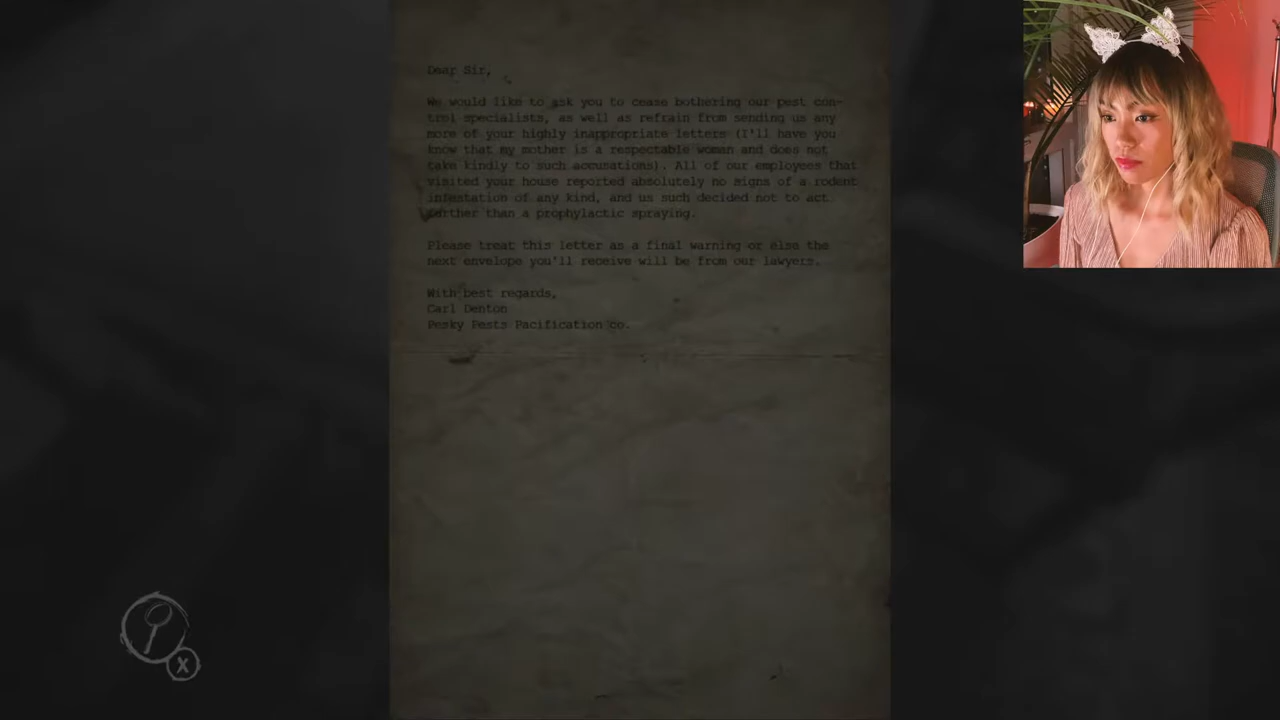 Dear Sir,
We would like to ask you to cease bothering our pest con-
trol specialists, as well as refrain from sending us any
more of your highly inappropriate letters (I'll have you
know that my mother is a respectable woman and does not
take kindly to such accusations). All of our employees that
visited your house reported absolutely no signs of a rodent
infestation of any kind, and us such decided not to act
further than a prophylactic spraying.
Please treat this letter as a final warning or else the
next envelope you'll receive will be from our lawyers.
With best regards,
Carl Denton
Pesky Pests Pacification co.
X